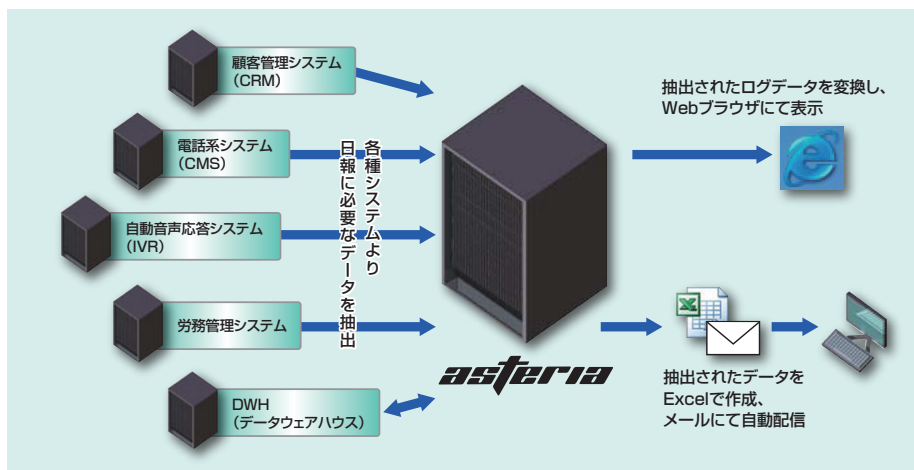 顧客管理システム
（CRM）
電話系システム
（CMS）
自動音声応答システム
（IVR）
労務管理システム
DWH
（データウェアハウス）
各種システムより
日報に必要なデータを抽出
asteria
抽出されたログデータを変換し、
Webブラウザにて表示
抽出されたデータを
Excelで作成、
メールにて自動配信